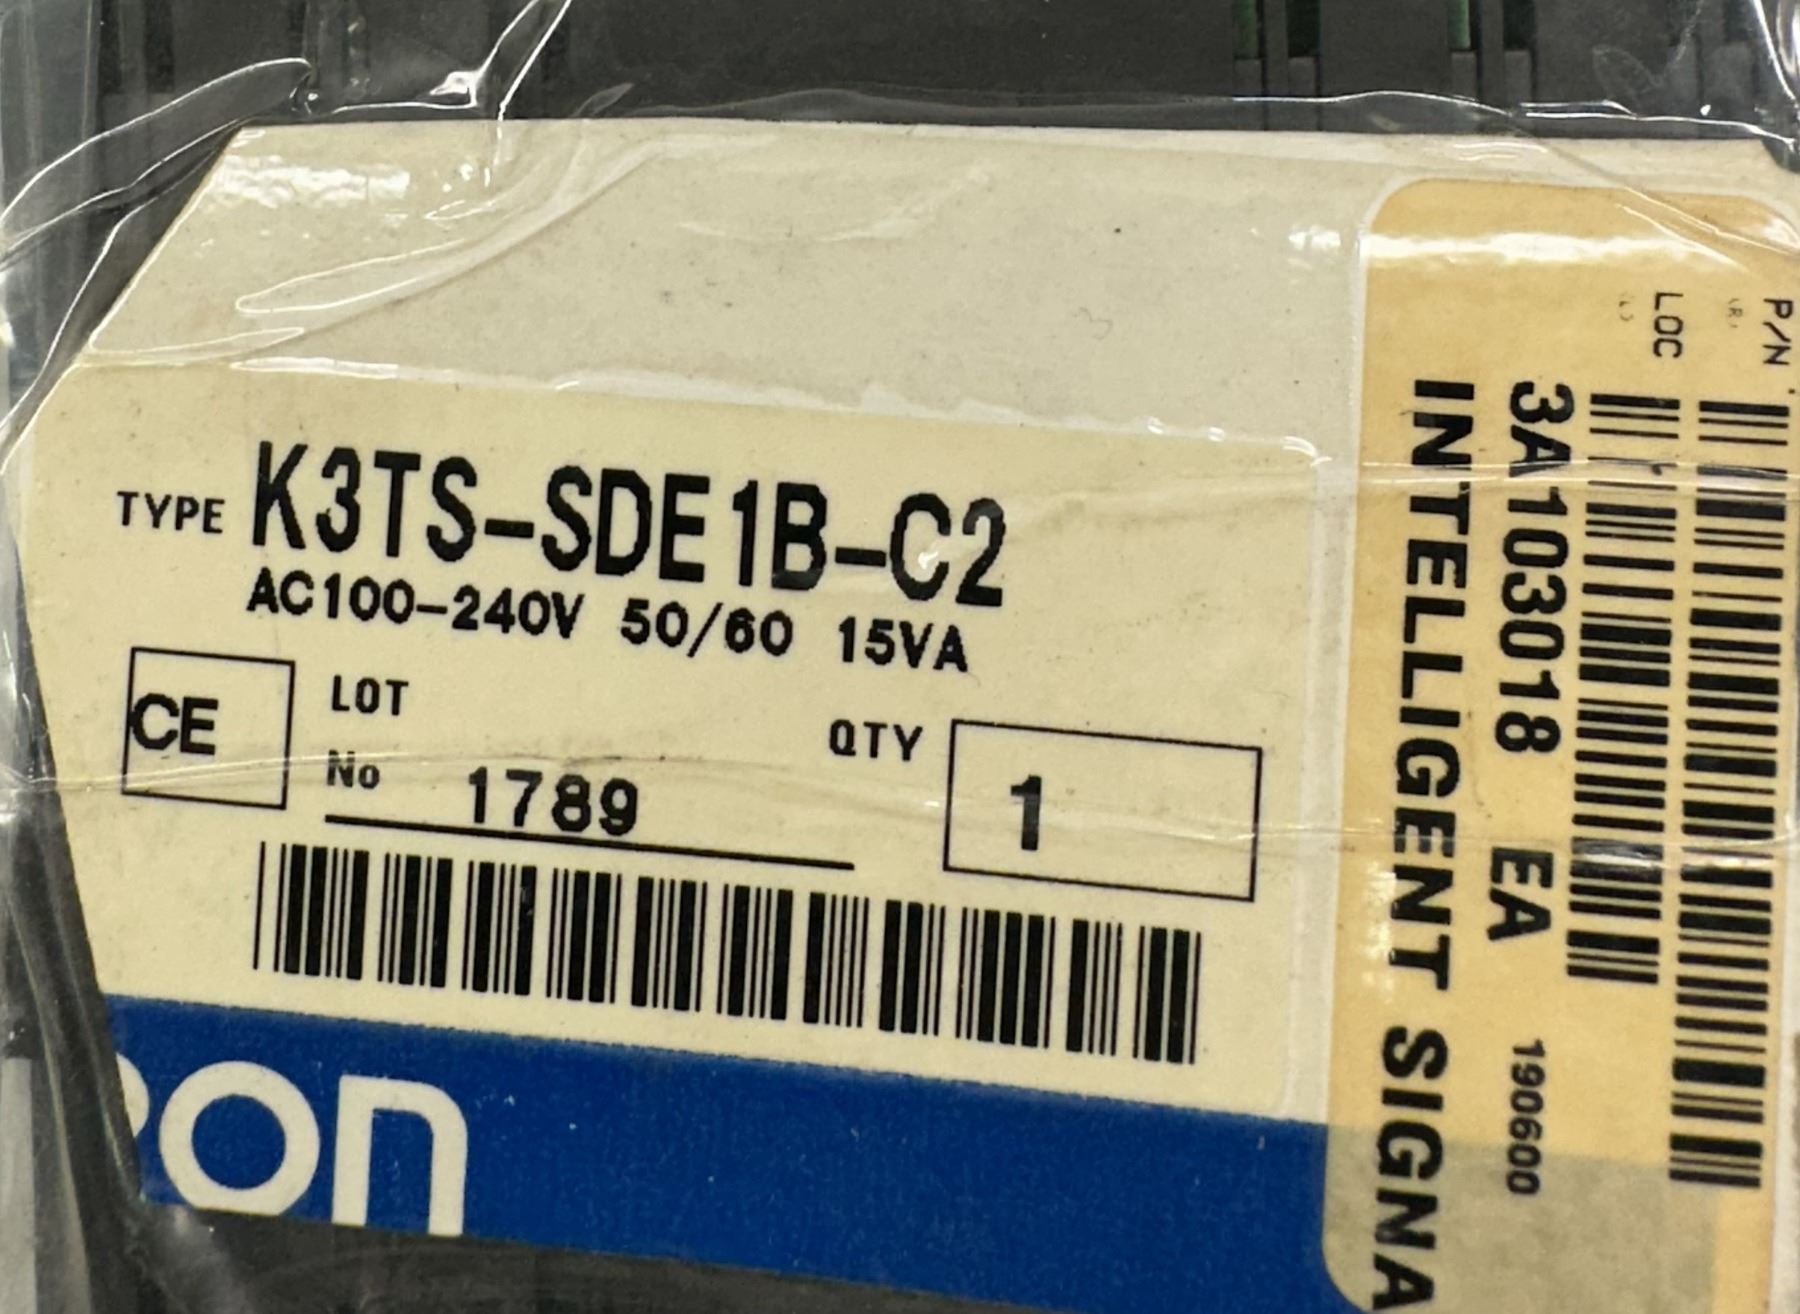 TYPE K3TS-SDE1B-C2
AC100-240V 50/60 15VA
CE
LOT
No 1789
QTY 1
on
P/N
LOC
3A103018 EA 190600
INTELLIGENT SIGNA